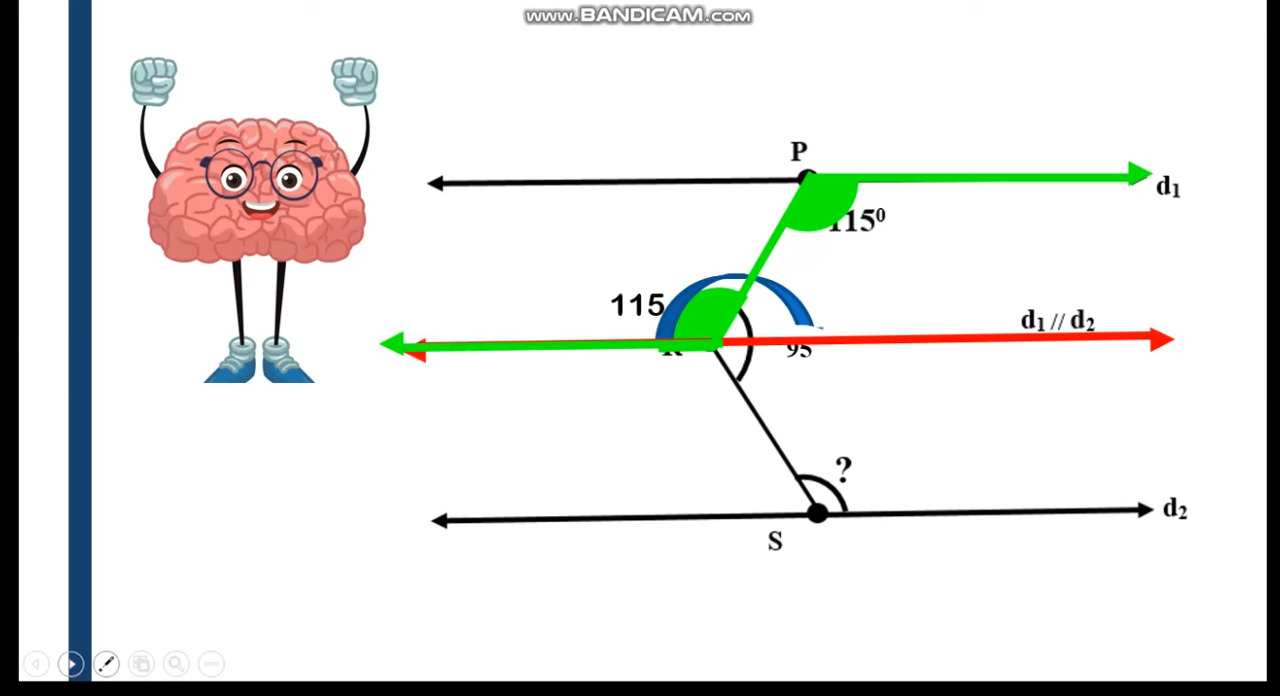 www.BANDICAM.com
P
d₁
115⁰
115
d₁ // d₂
95
?
d₂
S